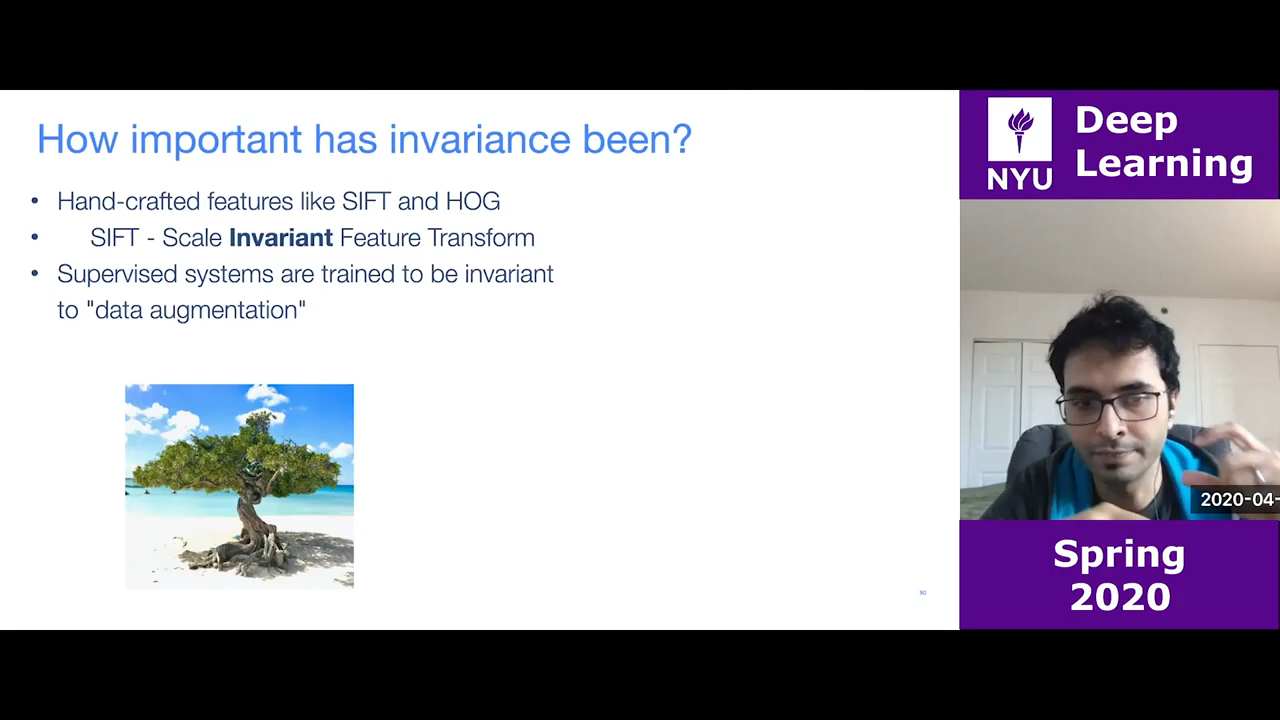 How important has invariance been?
• Hand-crafted features like SIFT and HOG
• SIFT - Scale Invariant Feature Transform
• Supervised systems are trained to be invariant
to "data augmentation"
90
NYU
Deep
Learning
2020-04-
Spring
2020